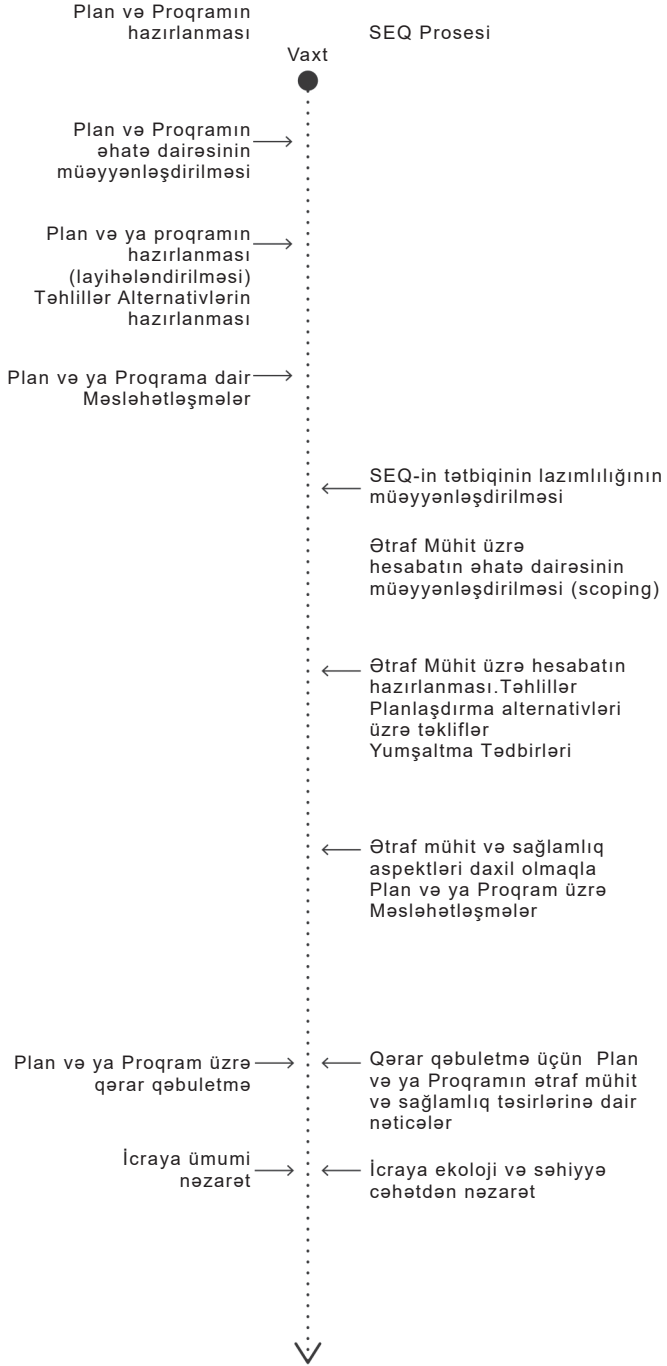 Plan və Proqramın
hazırlanması
SEQ Prosesi
Vaxt
Plan və Proqramın
əhatə dairəsinin
müəyyənləşdirilməsi
Plan və ya proqramın
hazırlanması
(layihələndirilməsi)
Təhlillər Alternativlərin
hazırlanması
Plan və ya Proqrama dair
Məsləhətləşmələr
SEQ-in tətbiqinin lazımlılığının
müəyyənləşdirilməsi
Ətraf Mühit üzrə
hesabatın əhatə dairəsinin
müəyyənləşdirilməsi (scoping)
Ətraf Mühit üzrə hesabatın
hazırlanması.Təhlillər
Planlaşdırma alternativləri
üzrə təkliflər
Yumşaltma Tədbirləri
Ətraf mühit və sağlamlıq
aspektləri daxil olmaqla
Plan və ya Proqram üzrə
Məsləhətləşmələr
Plan və ya Proqram üzrə
qərar qəbuletmə
Qərar qəbuletmə üçün  Plan
və ya Proqramın ətraf mühit
və sağlamlıq təsirlərinə dair
nəticələr
İcraya ümumi
nəzarət
İcraya ekoloji və səhiyyə
cəhətdən nəzarət